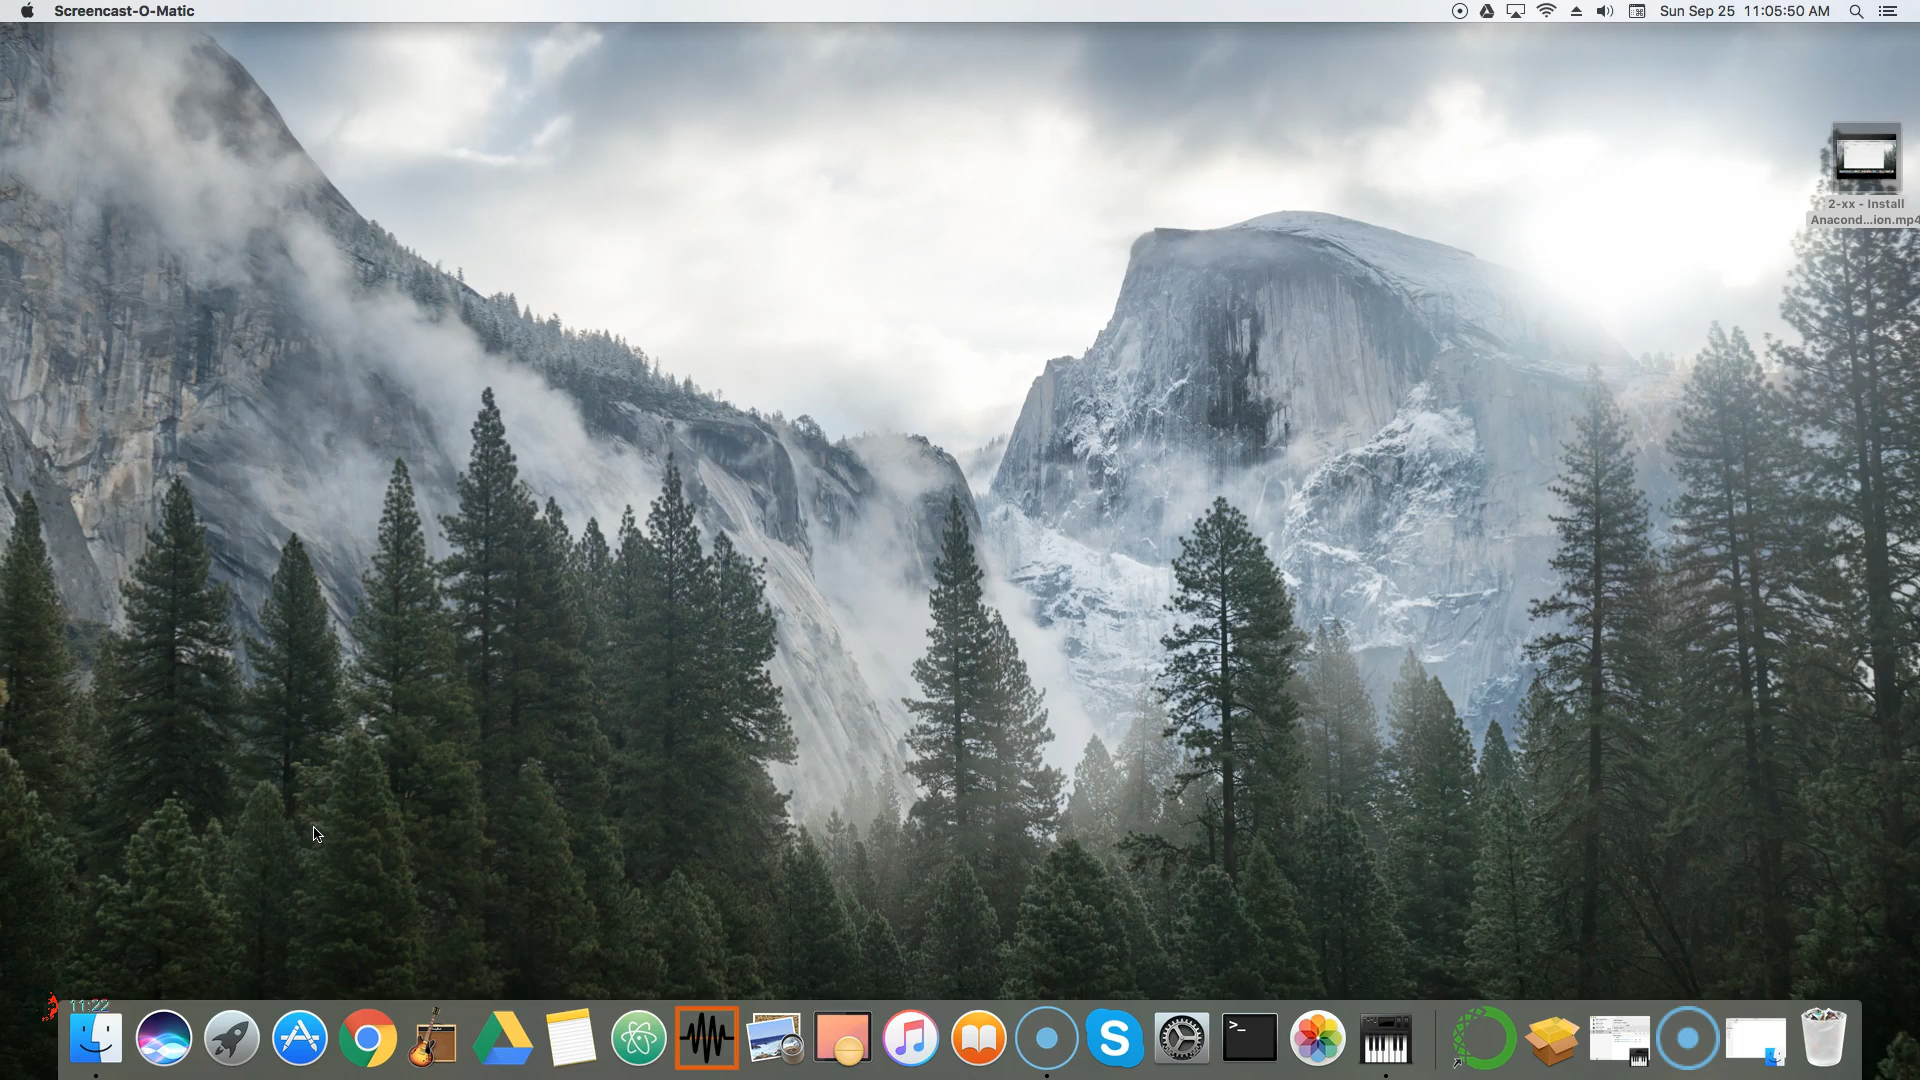 Screencast-O-Matic
Sun Sep 25 11:05:50 AM
2-xx - Install
Anacond...ion.mp4
11:22
>_